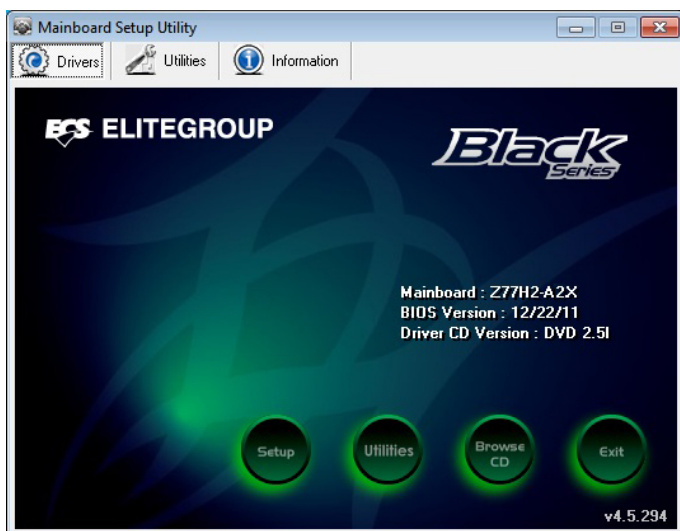 Mainboard Setup Utility
Drivers Utilities Information
ECS ELITEGROUP
Black
Series
Mainboard : Z77H2-A2X
BIOS Version : 12/22/11
Driver CD Version : DVD 2.5I
Setup
Utilities
Browse
CD
Exit
v4.5.294